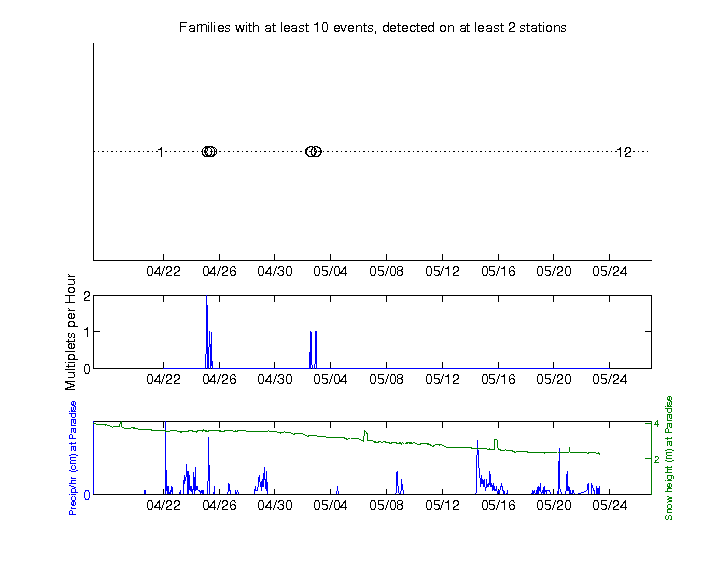 Families with at least 10 events, detected on at least 2 stations
1 12
04/22 04/26 04/30 05/04 05/08 05/12 05/16 05/20 05/24
Multiplets per Hour
2
1
0
04/22 04/26 04/30 05/04 05/08 05/12 05/16 05/20 05/24
Precip/hr (cm) at Paradise
0
4
2
Snow height (m) at Paradise
04/22 04/26 04/30 05/04 05/08 05/12 05/16 05/20 05/24